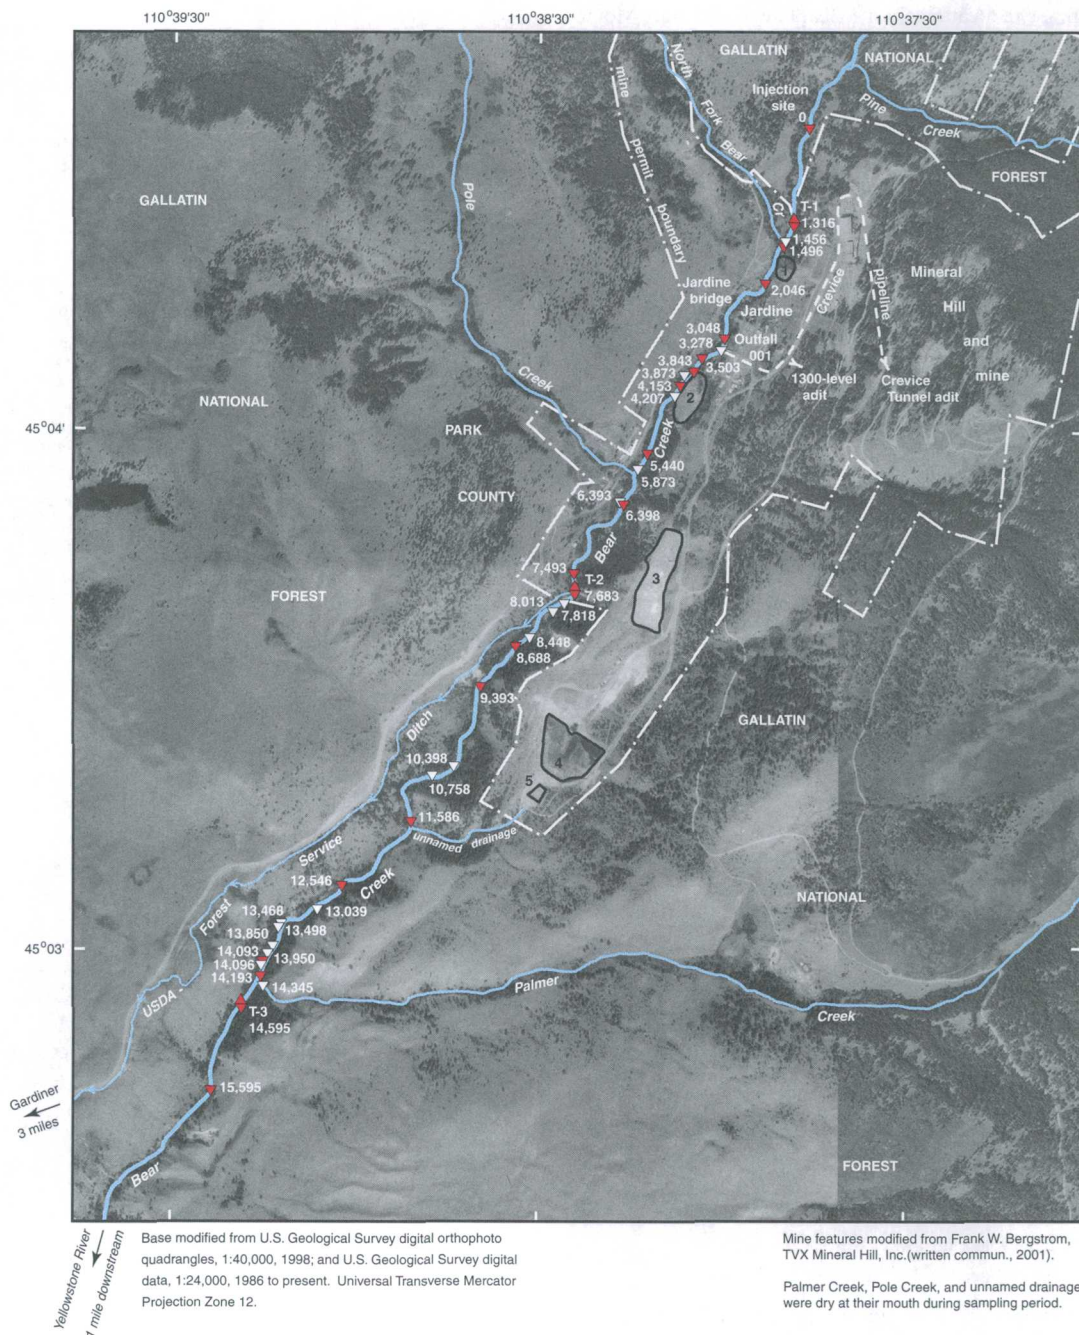 110°39'30"
110°38'30"
110°37'30"
North
Fork
Bear
Cr
GALLATIN
NATIONAL
FOREST
Injection
site
0
Pine
Creek
mine
permit
boundary
Pole
Creek
GALLATIN
T-1
1,316
1,456
1,496
1
2,046
Jardine
bridge
Jardine
Crevice
pipeline
Mineral
Hill
and
mine
3,048
3,278
Outfall
001
3,843
3,503
3,873
4,153
4,207
2
1300-level
adit
Crevice
Tunnel adit
NATIONAL
45°04'
PARK
COUNTY
Creek
5,440
5,873
6,393
6,398
Bear
3
7,493
T-2
7,683
8,013
7,818
FOREST
8,448
8,688
9,393
GALLATIN
Ditch
10,398
10,758
4
5
11,586
unnamed drainage
Service
12,546
Creek
13,039
NATIONAL
Forest
13,468
13,498
13,850
45°03'
14,093
13,950
14,096
14,193
14,345
USDA -
T-3
14,595
Palmer
Creek
15,595
Gardiner
3 miles
Bear
FOREST
Yellowstone River
1 mile downstream
Base modified from U.S. Geological Survey digital orthophoto
quadrangles, 1:40,000, 1998; and U.S. Geological Survey digital
data, 1:24,000, 1986 to present. Universal Transverse Mercator
Projection Zone 12.
Mine features modified from Frank W. Bergstrom,
TVX Mineral Hill, Inc.(written commun., 2001).
Palmer Creek, Pole Creek, and unnamed drainage
were dry at their mouth during sampling period.